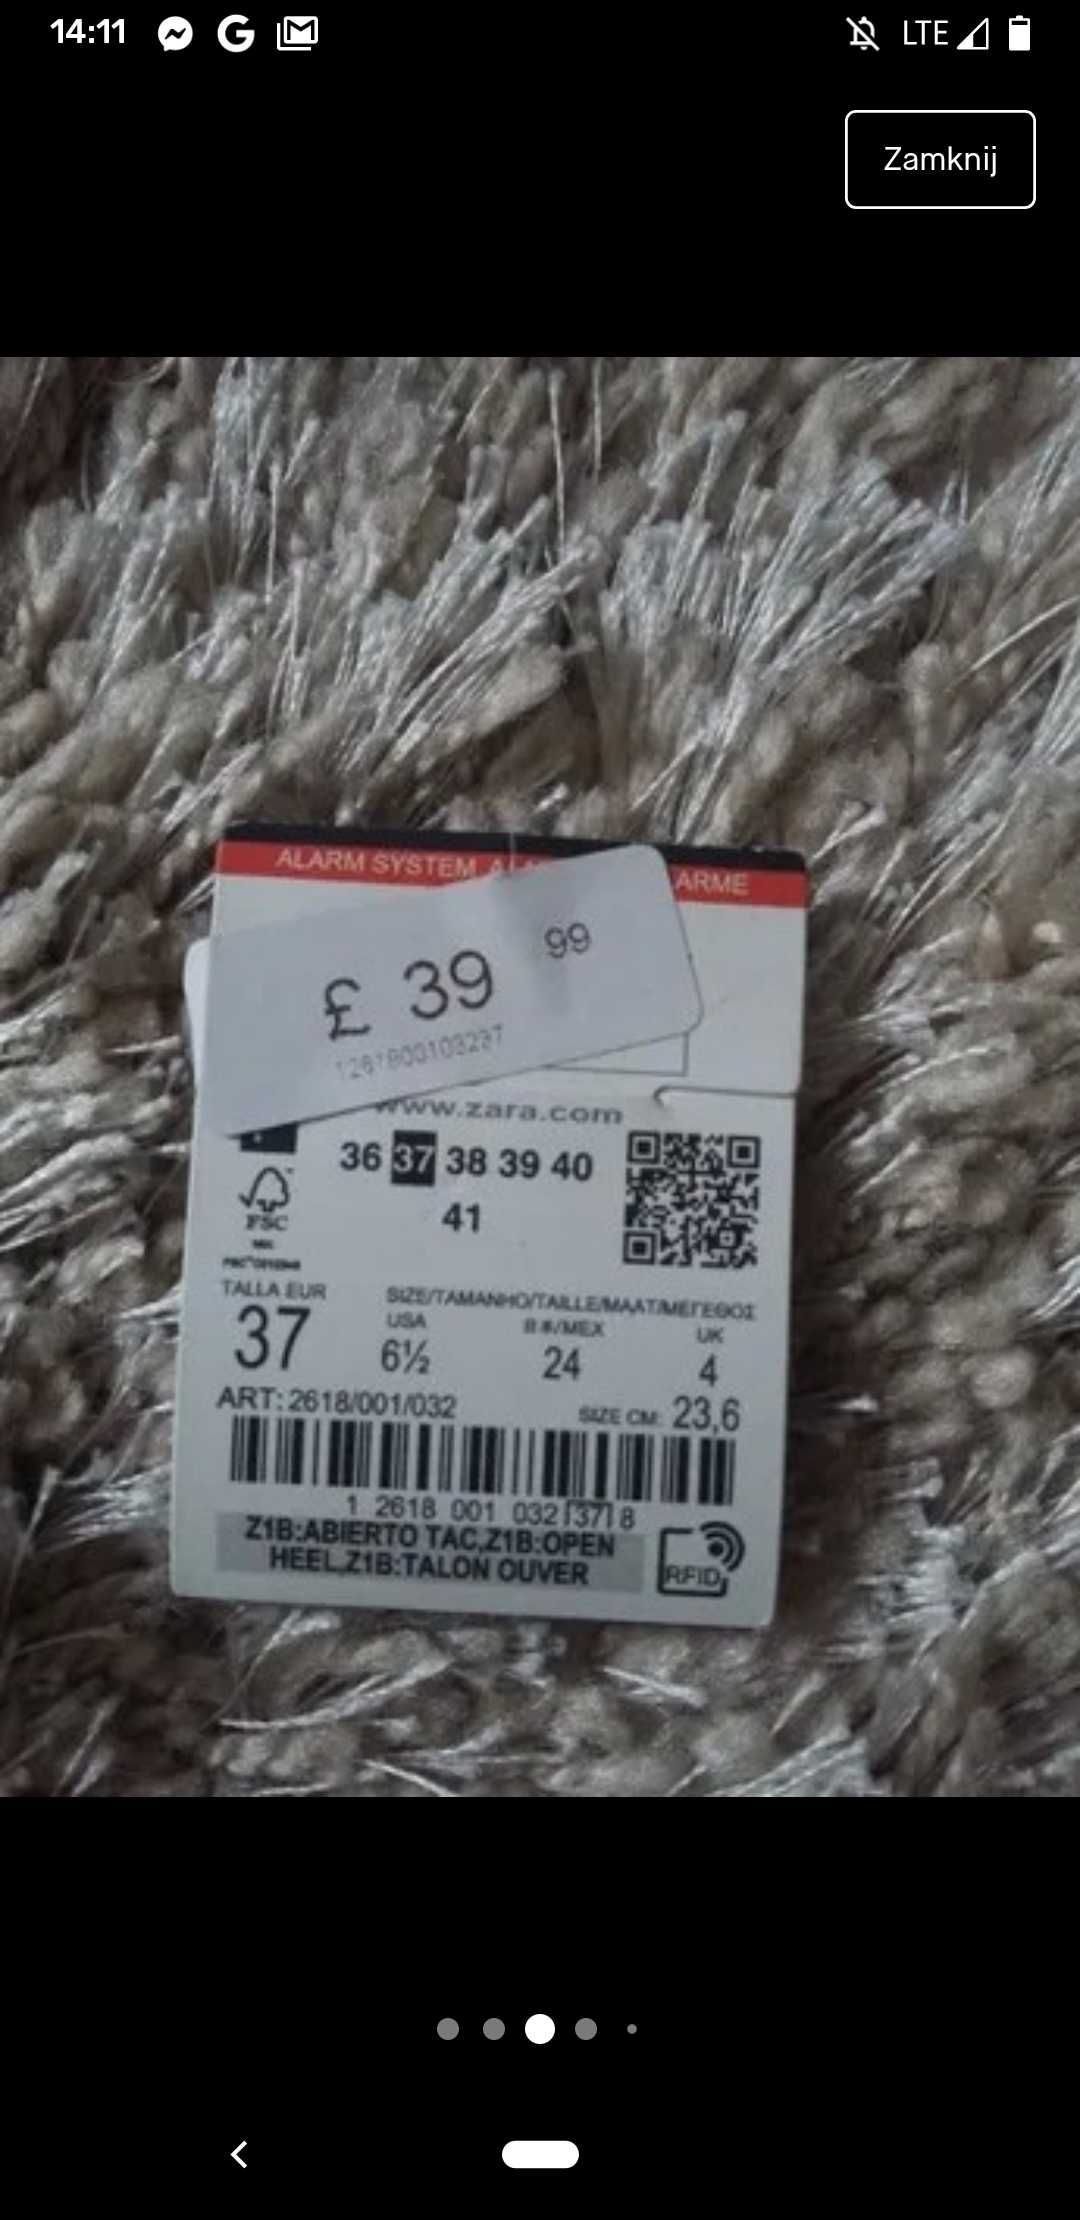 14:11
LTE
Zamknij
ALARM SYSTEM ARME
£ 39 99
www.zara.com
36 37 38 39 40
41
FSC
TALLA EUR
37
SIZE/TAMANHO/TAILLE/MAAT/ΜΕΓΕΘΟΣ
USA
6½
MEX
24
UK
4
ART: 2618/001/032
SIZE CM: 23,6
1 2618 001 032 37 8
Z1B:ABIERTO TAC,Z1B:OPEN
HEEL,Z1B:TALON OUVER
RFID